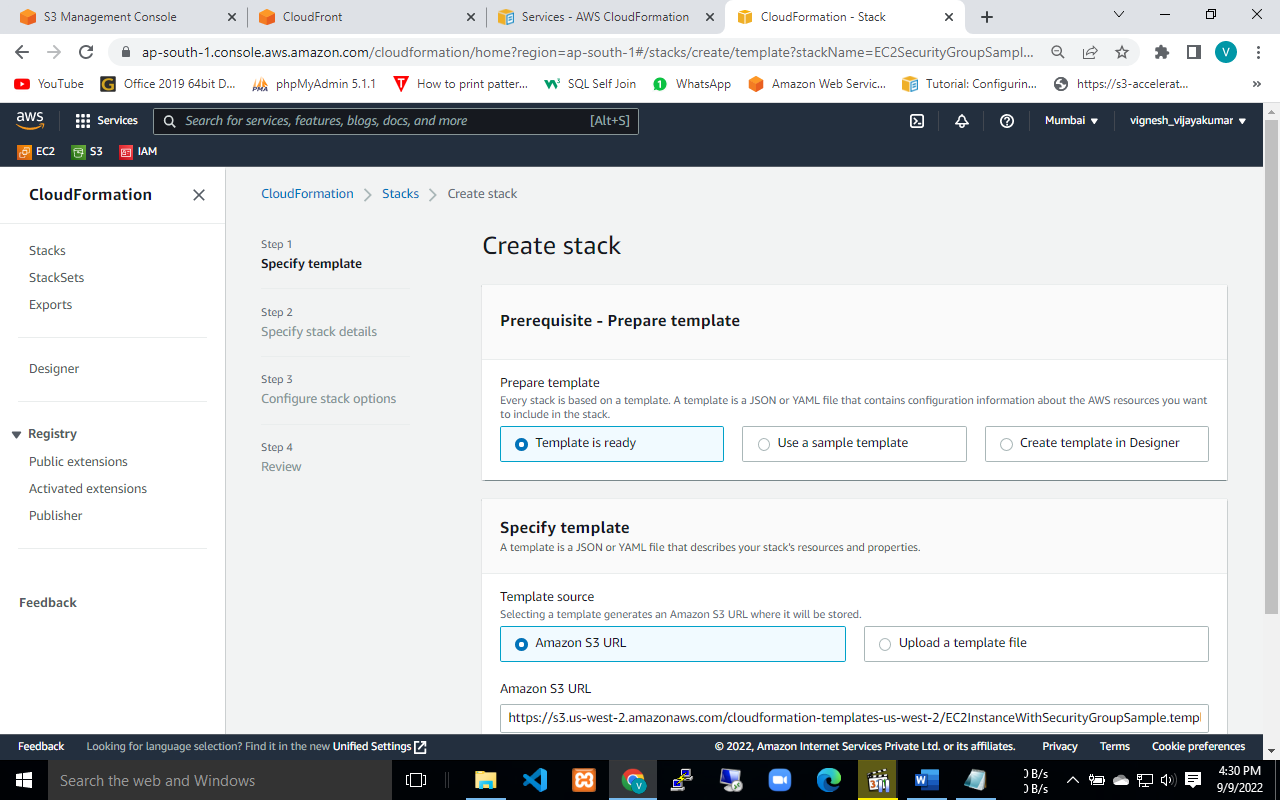 S3 Management Console
CloudFront
Services - AWS CloudFormation
CloudFormation - Stack
ap-south-1.console.aws.amazon.com/cloudformation/home?region=ap-south-1#/stacks/create/template?stackName=EC2SecurityGroupSampl...
V
YouTube
Office 2019 64bit D...
phpMyAdmin 5.1.1
How to print patter...
SQL Self Join
WhatsApp
Amazon Web Servic...
Tutorial: Configurin...
https://s3-accelerat...
»
aws
Services
Search for services, features, blogs, docs, and more
[Alt+S]
Mumbai
vignesh_vijayakumar
EC2
S3
IAM
CloudFormation
Stacks
StackSets
Exports
Designer
Registry
Public extensions
Activated extensions
Publisher
Feedback
CloudFormation
Stacks
Create stack
Step 1
Specify template
Step 2
Specify stack details
Step 3
Configure stack options
Step 4
Review
Create stack
Prerequisite - Prepare template
Prepare template
Every stack is based on a template. A template is a JSON or YAML file that contains configuration information about the AWS resources you want
to include in the stack.
Template is ready
Use a sample template
Create template in Designer
Specify template
A template is a JSON or YAML file that describes your stack's resources and properties.
Template source
Selecting a template generates an Amazon S3 URL where it will be stored.
Amazon S3 URL
Upload a template file
Amazon S3 URL
https://s3.us-west-2.amazonaws.com/cloudformation-templates-us-west-2/EC2InstanceWithSecurityGroupSample.templ
Feedback
Looking for language selection? Find it in the new Unified Settings
© 2022, Amazon Internet Services Private Ltd. or its affiliates.
Privacy
Terms
Cookie preferences
Search the web and Windows
0 B/s
0 B/s
4:30 PM
9/9/2022